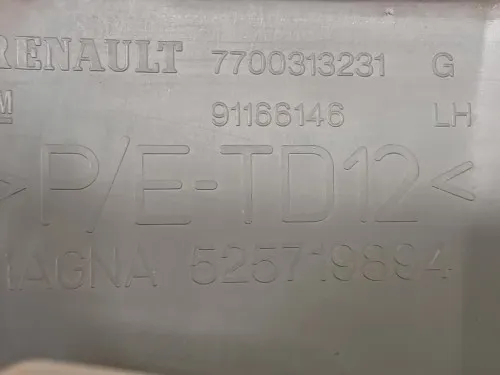 RENAULT 7700313231 G
M 91166146 LH
>P/E-TD12<
MAGNA 525719894